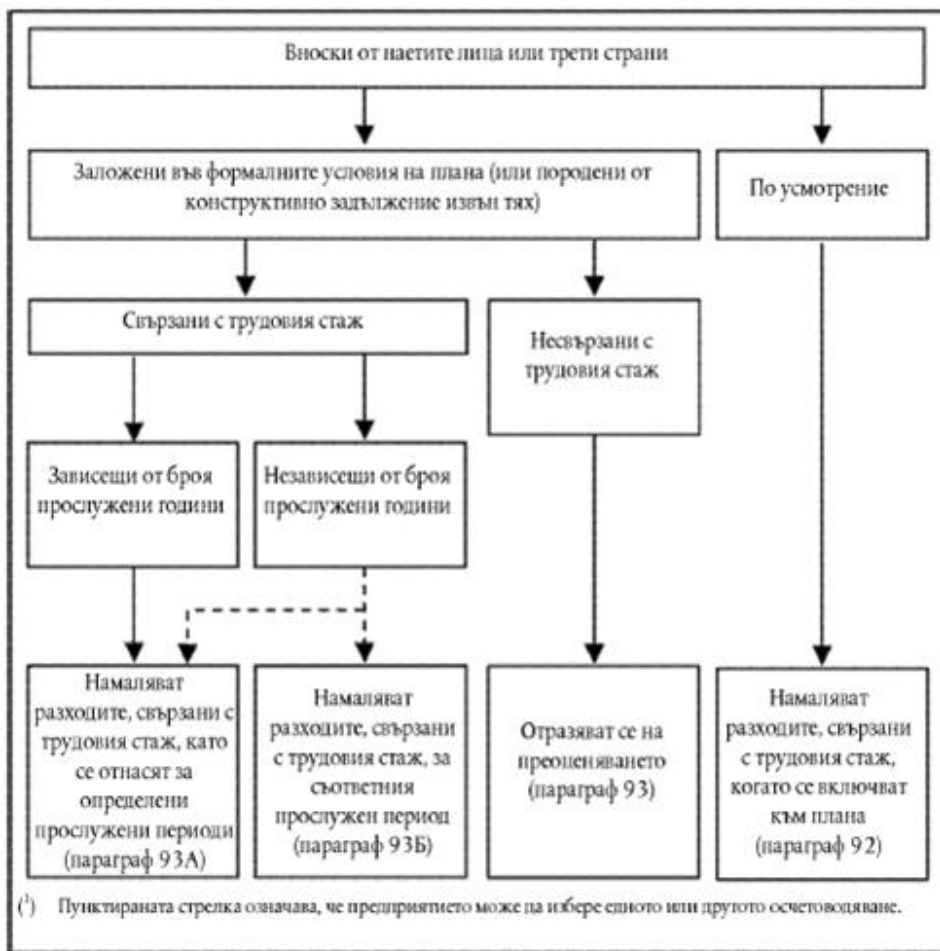 Вноски от наетите лица или трети страни
Заложени във формалните условия на плана (или породени от
конструктивно задължение извън тях)
По усмотрение
Свързани с трудовия стаж
Несвързани с
трудовия стаж
Зависещи от броя
прослужени години
Независещи от броя
прослужени години
Намаляват
разходите, свързани с
трудовия стаж, като
се отнасят за
определени
прослужени периоди
(параграф 93А)
Намаляват
разходите, свързани
с трудовия стаж, за
съответния
прослужен период
(параграф 93Б)
Отразяват се на
преоценяването
(параграф 93)
Намаляват
разходите, свързани
с трудовия стаж,
когато се включват
към плана
(параграф 92)
(¹) Пунктираната стрелка означава, че предприятието може да избере едното или другото осчетоводяване.